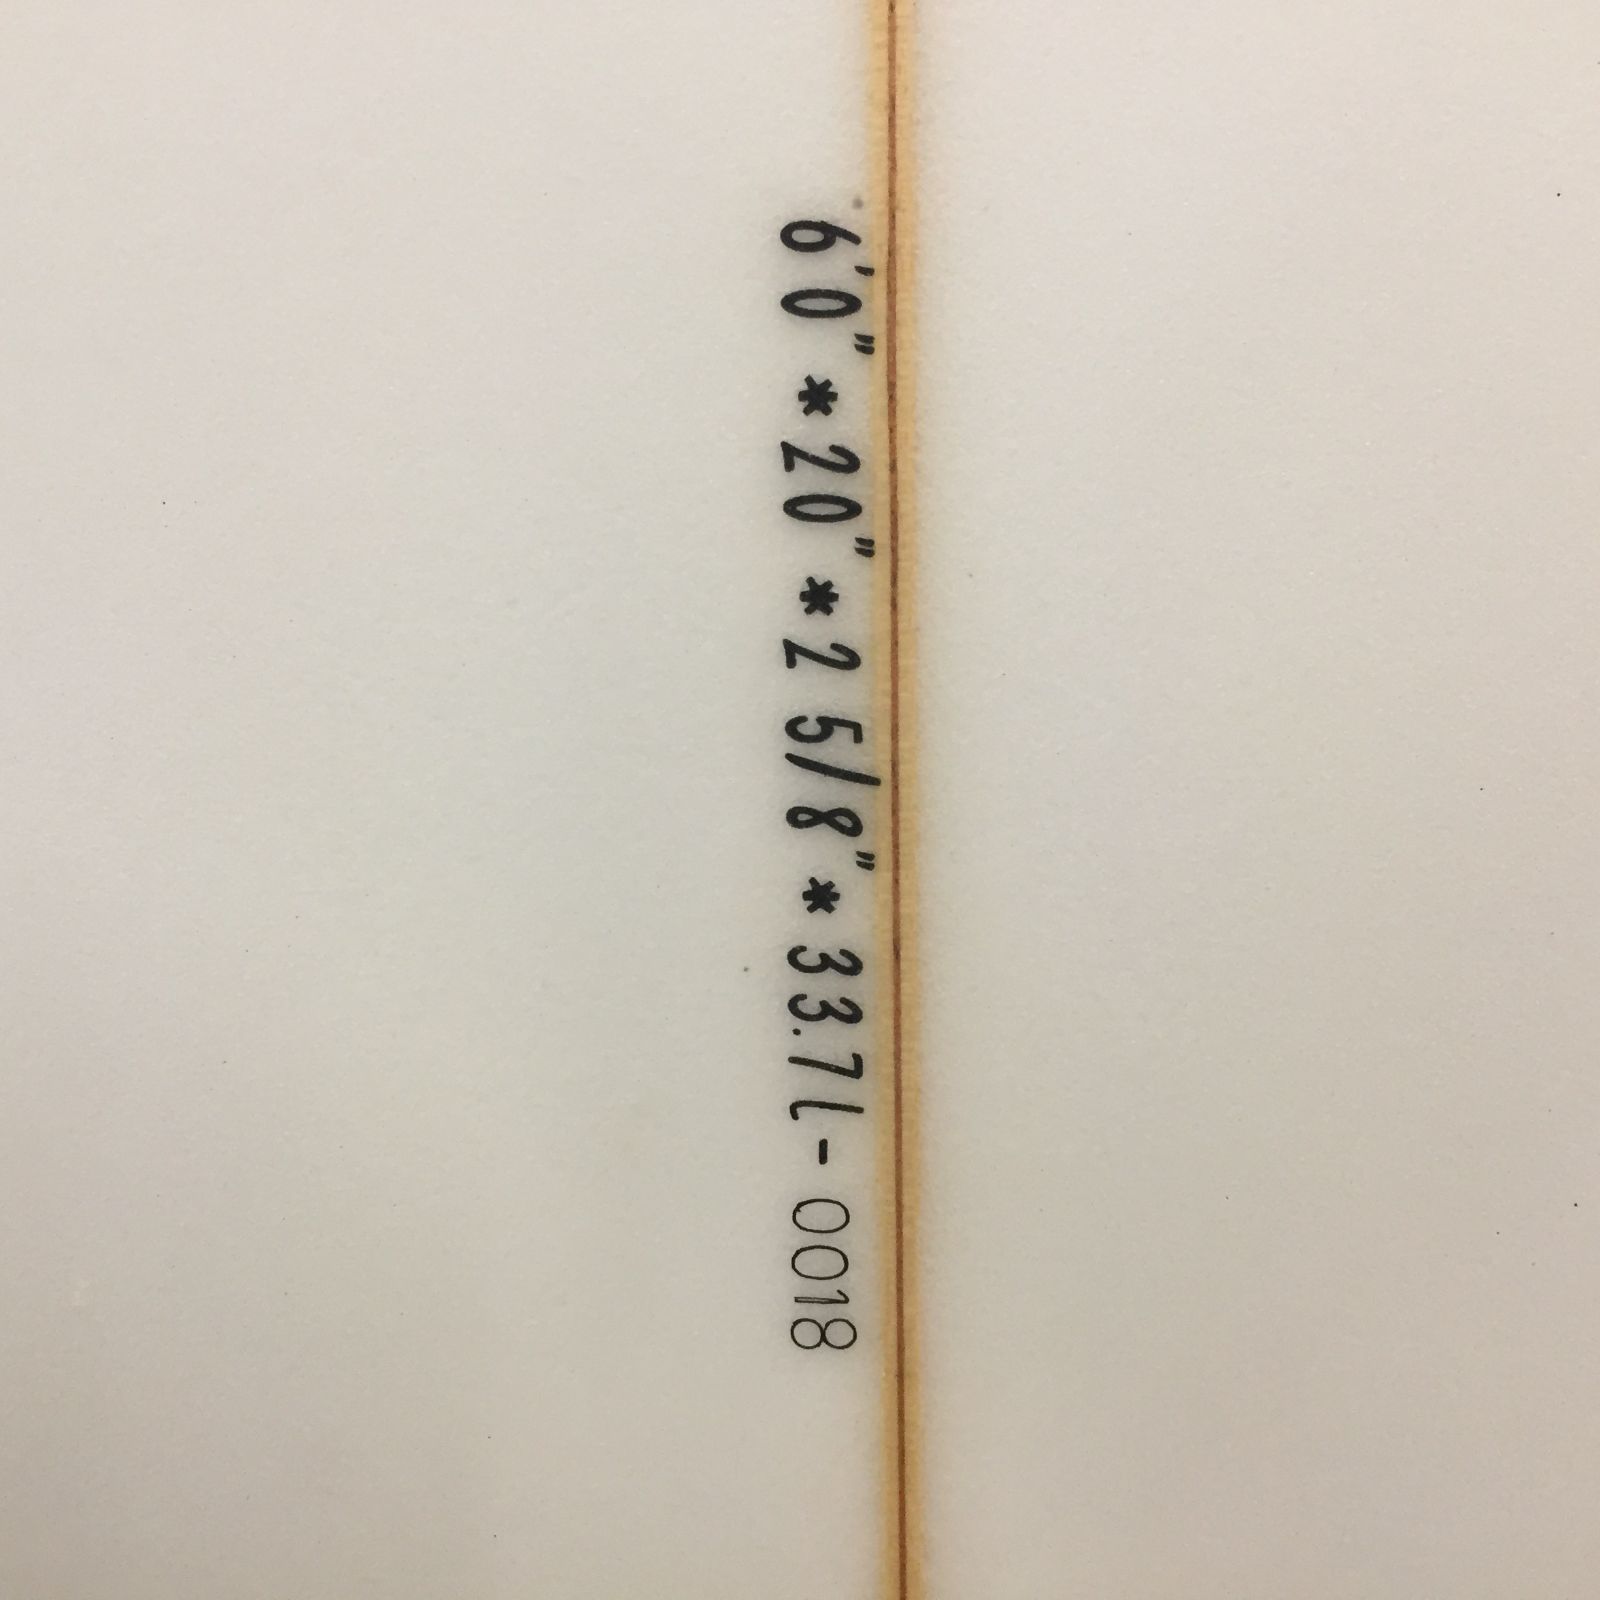 6'0" * 20" * 2 5/8" * 33.7l - 0018